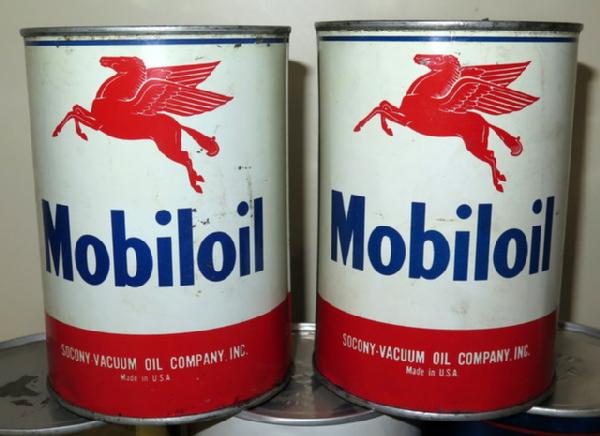 Mobiloil
SOCONY-VACUUM OIL COMPANY, INC.
Made in U.S.A.
Mobiloil
SOCONY-VACUUM OIL COMPANY, INC.
Made in U.S.A.